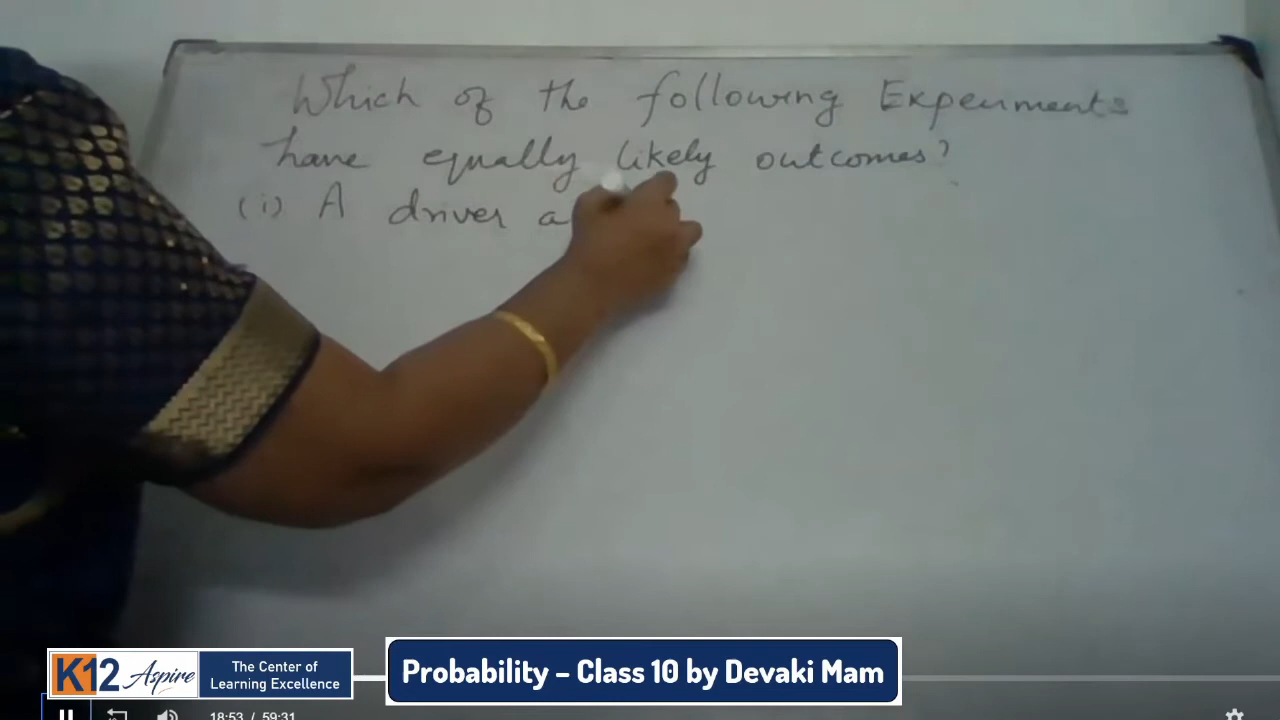 Which of the following Experiments
have equally likely outcomes?
(i) A driver a
K12 Aspire
The Center of
Learning Excellence
Probability – Class 10 by Devaki Mam
18:53 / 59:31